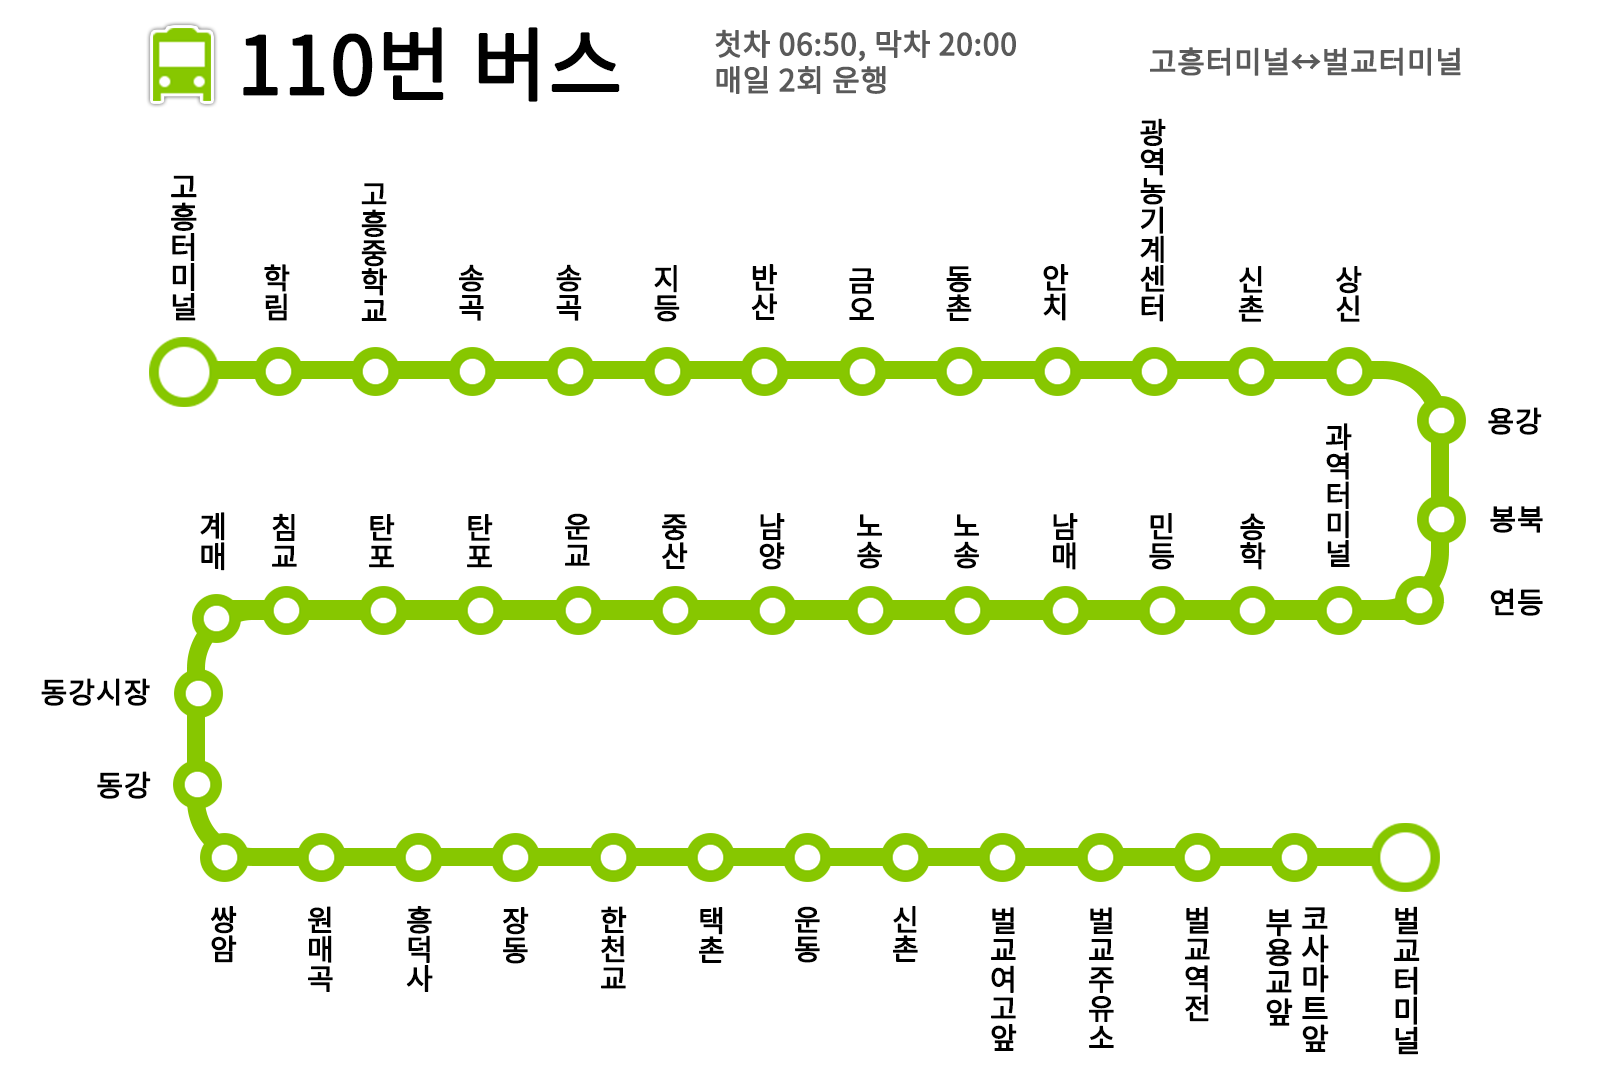 110번 버스
첫차 06:50, 막차 20:00
매일 2회 운행
고흥터미널↔벌교터미널
고흥터미널
학림
고흥중학교
송곡
송곡
지등
반산
금오
동촌
안치
광역농기계센터
신촌
상신
용강
봉북
연등
과역터미널
송학
민등
남매
노송
노송
남양
중산
운교
탄포
탄포
침교
계매
동강시장
동강
쌍암
원매곡
흥덕사
장동
한천교
택촌
운동
신촌
벌교여고앞
벌교주유소
벌교역전
부용교앞
코사마트앞
벌교터미널